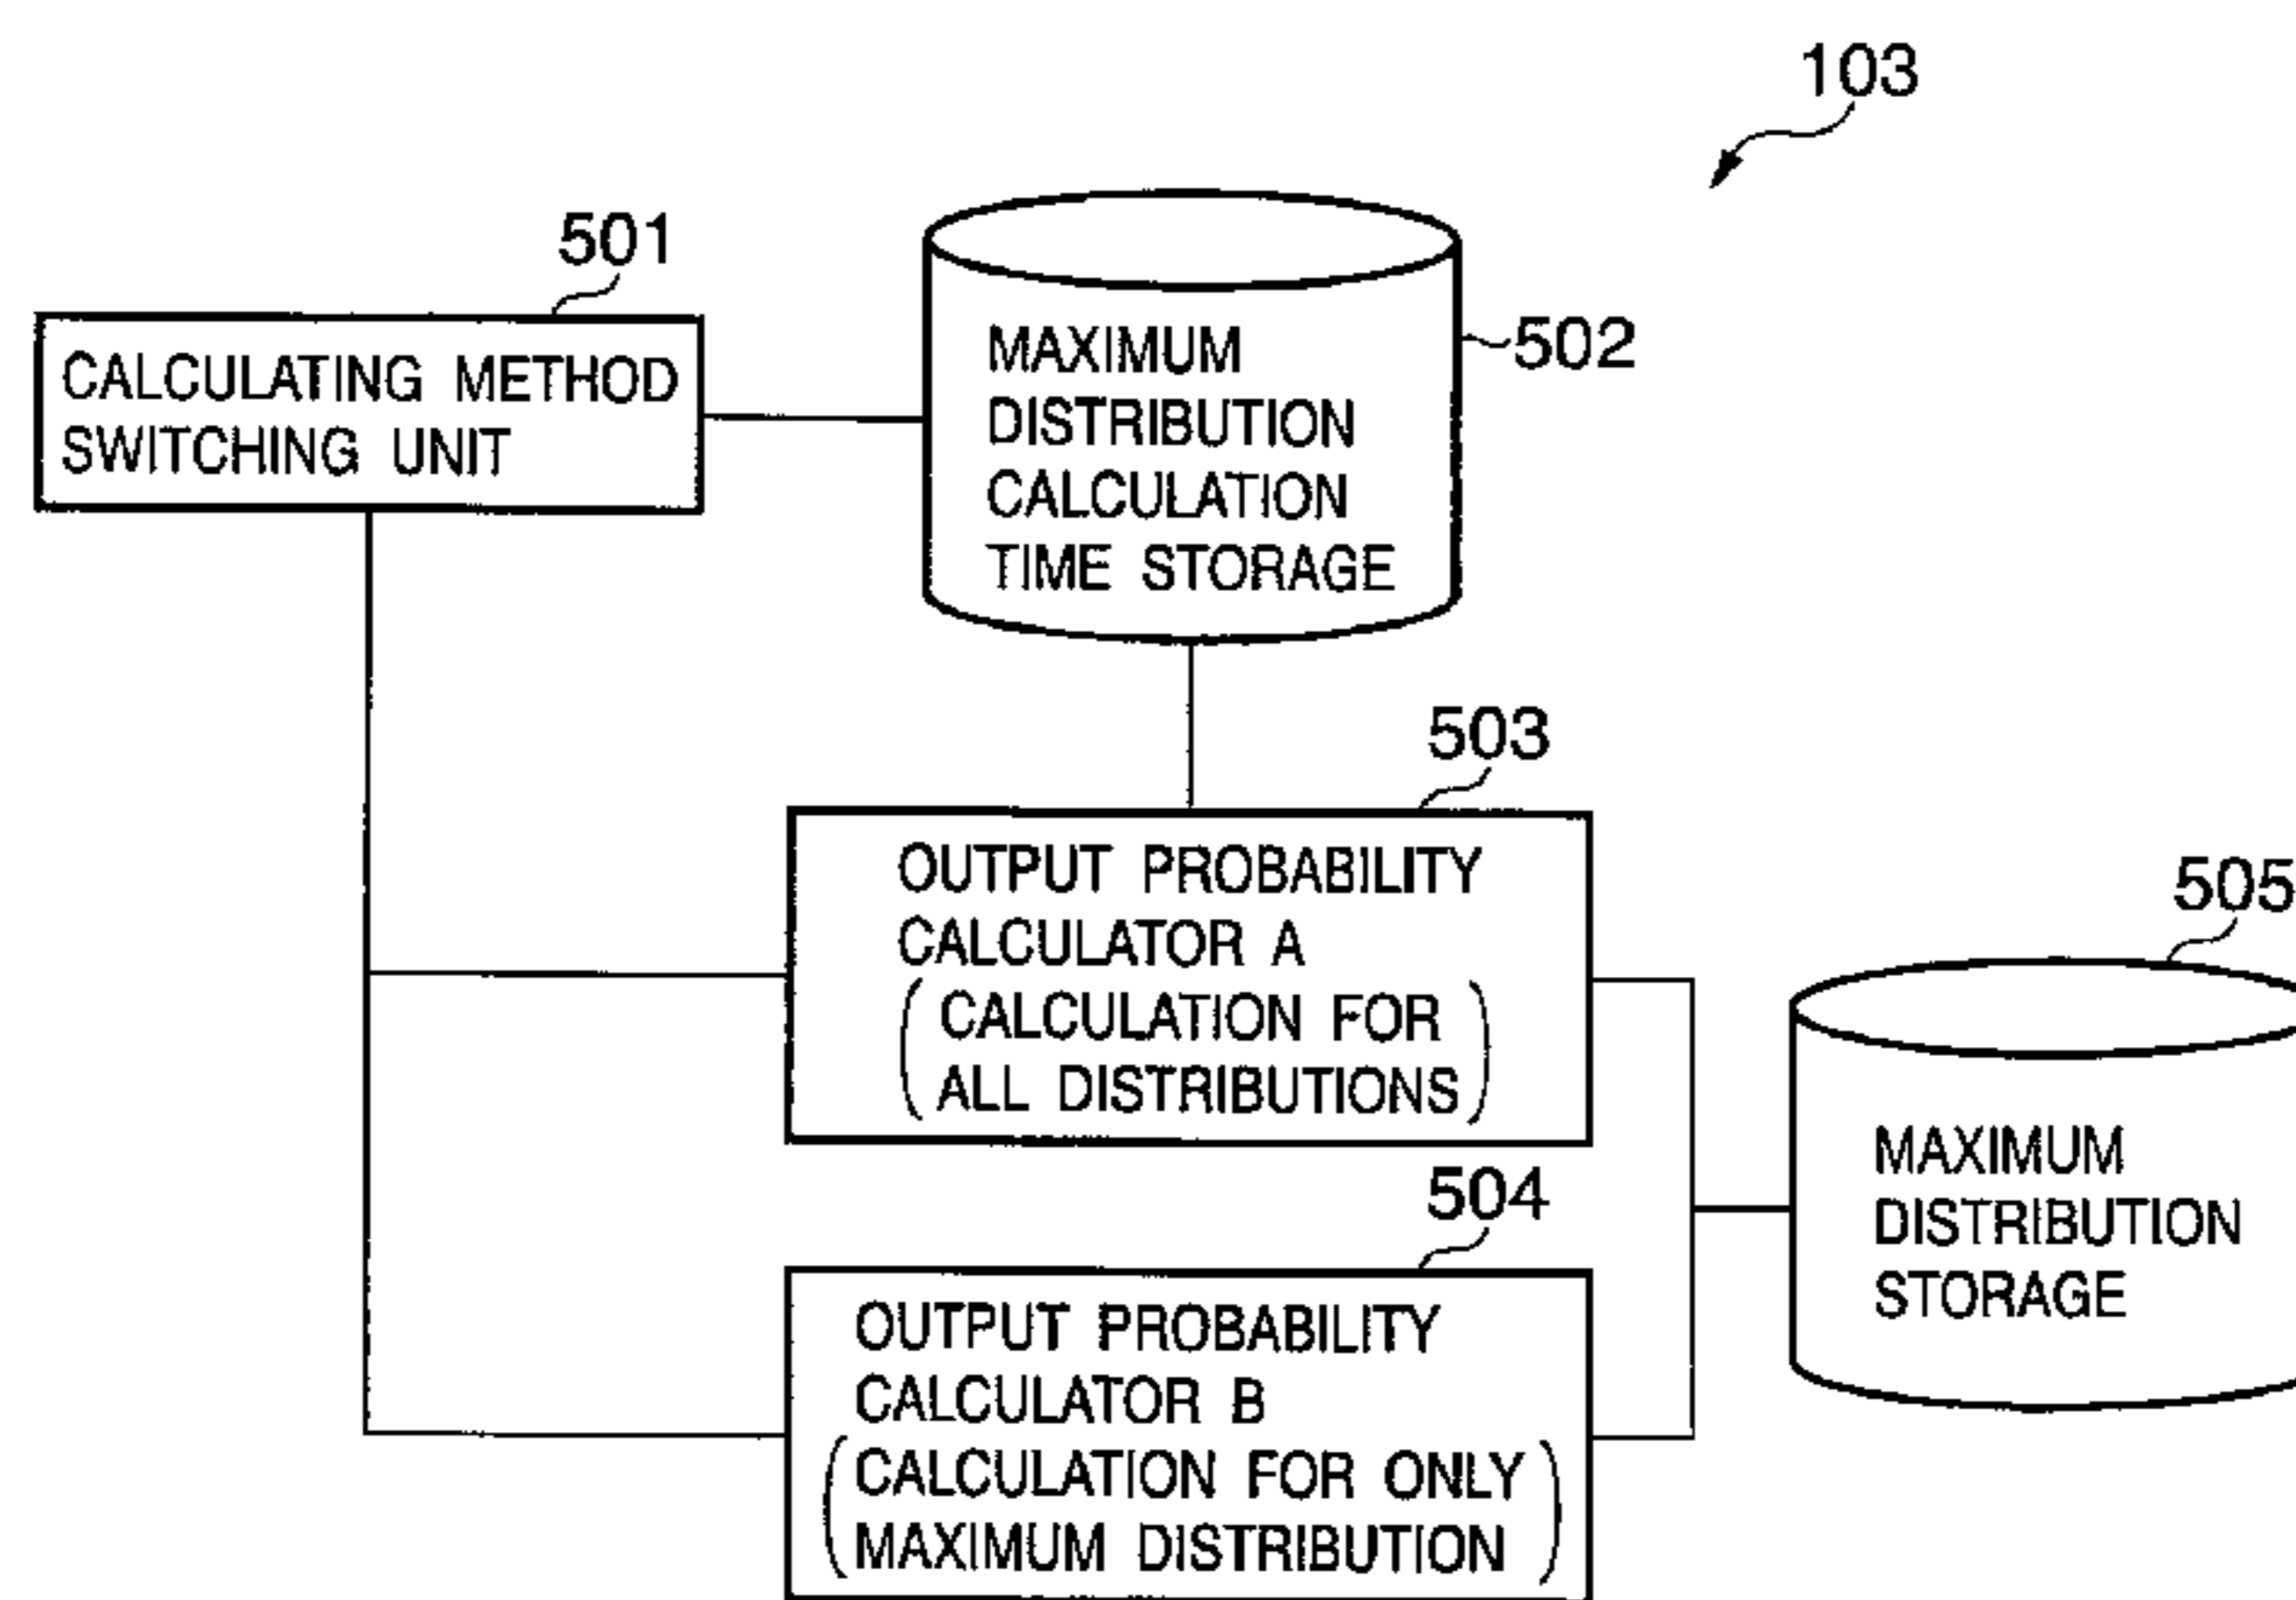 103
501
CALCULATING METHOD
SWITCHING UNIT
502
MAXIMUM
DISTRIBUTION
CALCULATION
TIME STORAGE
503
OUTPUT PROBABILITY
CALCULATOR A
(CALCULATION FOR
ALL DISTRIBUTIONS)
504
OUTPUT PROBABILITY
CALCULATOR B
(CALCULATION FOR ONLY
MAXIMUM DISTRIBUTION)
505
MAXIMUM
DISTRIBUTION
STORAGE